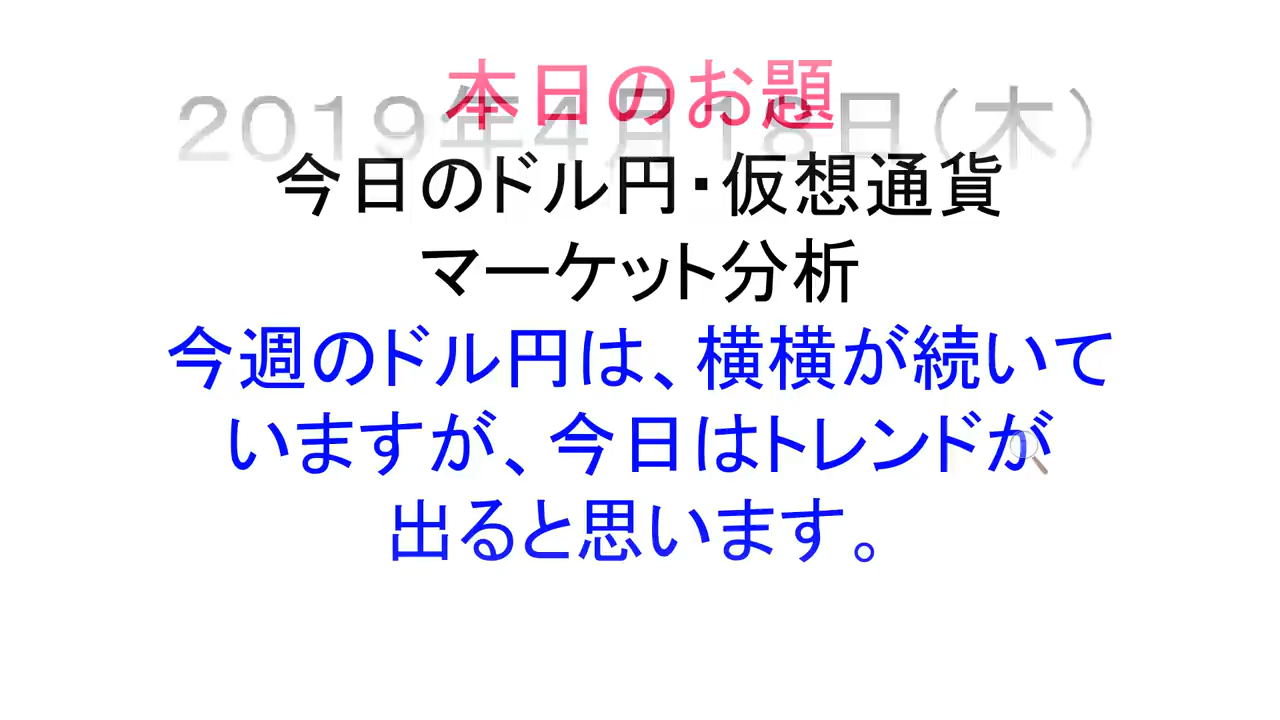 本日のお題
2019年4月18日(木)
今日のドル円・仮想通貨
マーケット分析
今週のドル円は、横横が続いて
いますが、今日はトレンドが
出ると思います。